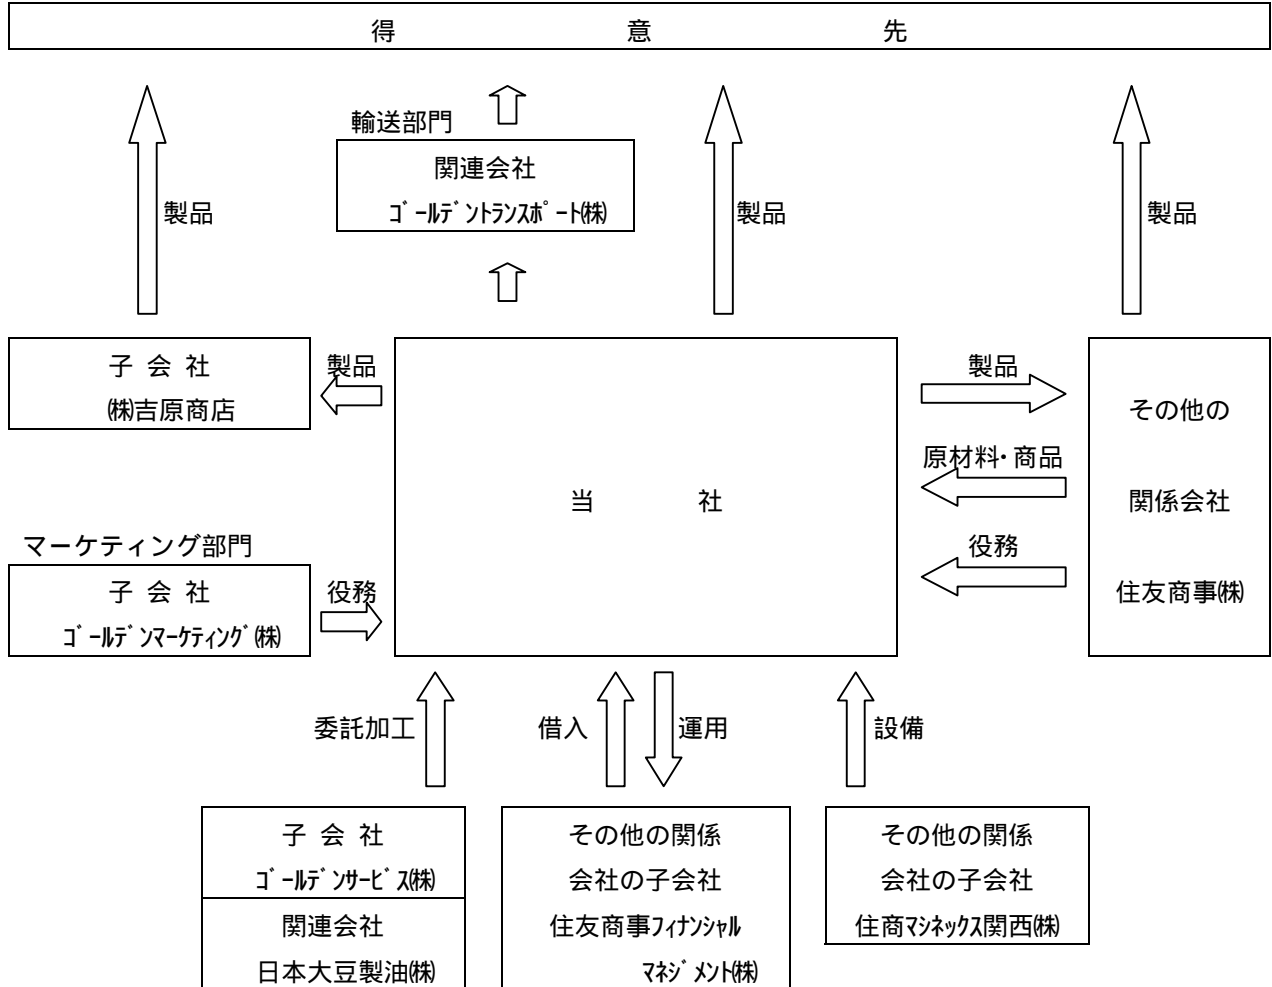 得 意 先
輸送部門
関連会社
ｺﾞｰﾙﾃﾞﾝﾄﾗﾝｽﾎﾟｰﾄ㈱
製品
製品
製品
子 会 社
㈱吉原商店
製品
当 社
製品
原材料・商品
役務
その他の
関係会社
住友商事㈱
マーケティング部門
子 会 社
ｺﾞｰﾙﾃﾞﾝﾏｰｹﾃｨﾝｸﾞ㈱
役務
委託加工
借入
運用
設備
子 会 社
ｺﾞｰﾙﾃﾞﾝｻｰﾋﾞｽ㈱
関連会社
日本大豆製油㈱
その他の関係
会社の子会社
住友商事ﾌｨﾅﾝｼｬﾙ
ﾏﾈｼﾞﾒﾝﾄ㈱
その他の関係
会社の子会社
住商ﾏｼﾈｯｸｽ関西㈱